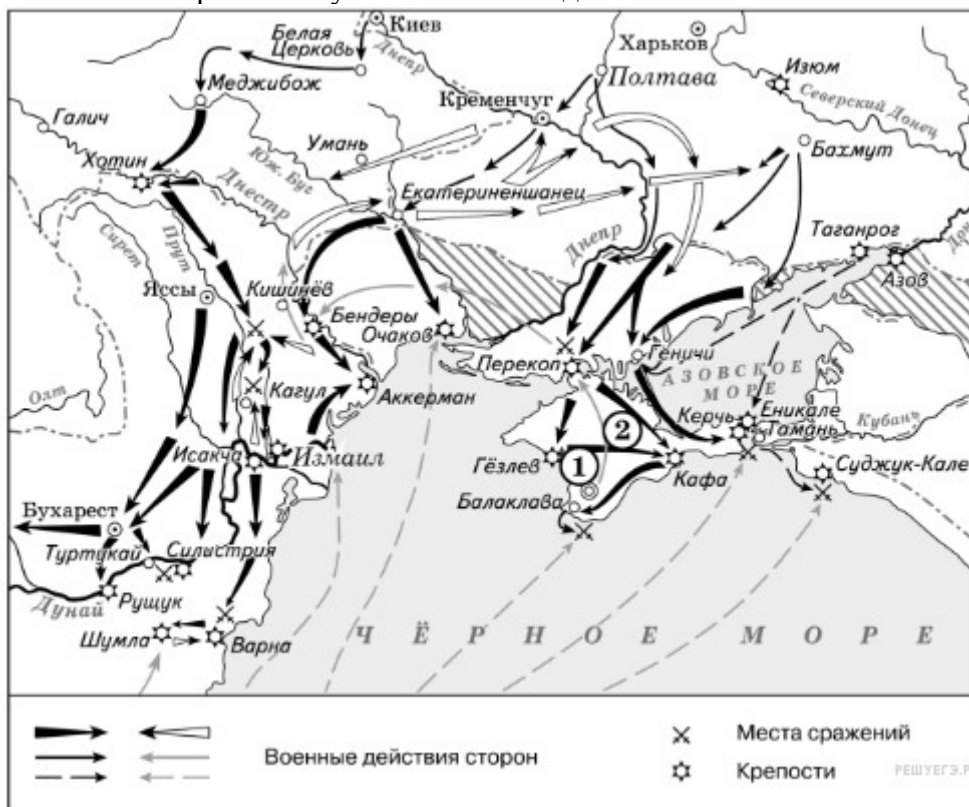 Киев
Белая
Церковь
Днепр
Харьков
Полтава
Изюм
Северский Донец
Меджибож
Кременчуг
Галич
Умань
Бахмут
Хотин
Юж. Буг
Днестр
Екатериненшанец
Прут
Сирет
Днепр
Таганрог
Азов
Дон
Яссы
Кишинёв
Бендеры
Очаков
Перекоп
Геничи
АЗОВСКОЕ
МОРЕ
Олт
Кагул
Аккерман
Керчь
Еникале
Тамань
Кубань
Исакча
Измаил
Гёзлев
1
2
Кафа
Суджук-Кале
Балаклава
Бухарест
Туртукай
Силистрия
Дунай
Рущук
Шумла
Варна
ЧЁРНОЕ МОРЕ
Военные действия сторон
Места сражений
Крепости
РЕШУЕГЭ.Р